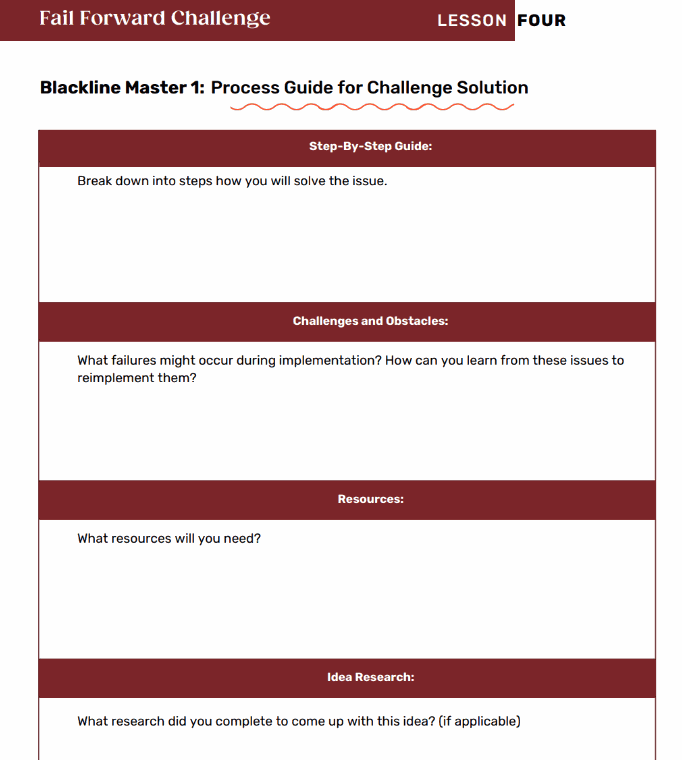 Fail Forward Challenge LESSON FOUR
Blackline Master 1: Process Guide for Challenge Solution
Step-By-Step Guide:
Break down into steps how you will solve the issue.
Challenges and Obstacles:
What failures might occur during implementation? How can you learn from these issues to
reimplement them?
Resources:
What resources will you need?
Idea Research:
What research did you complete to come up with this idea? (if applicable)